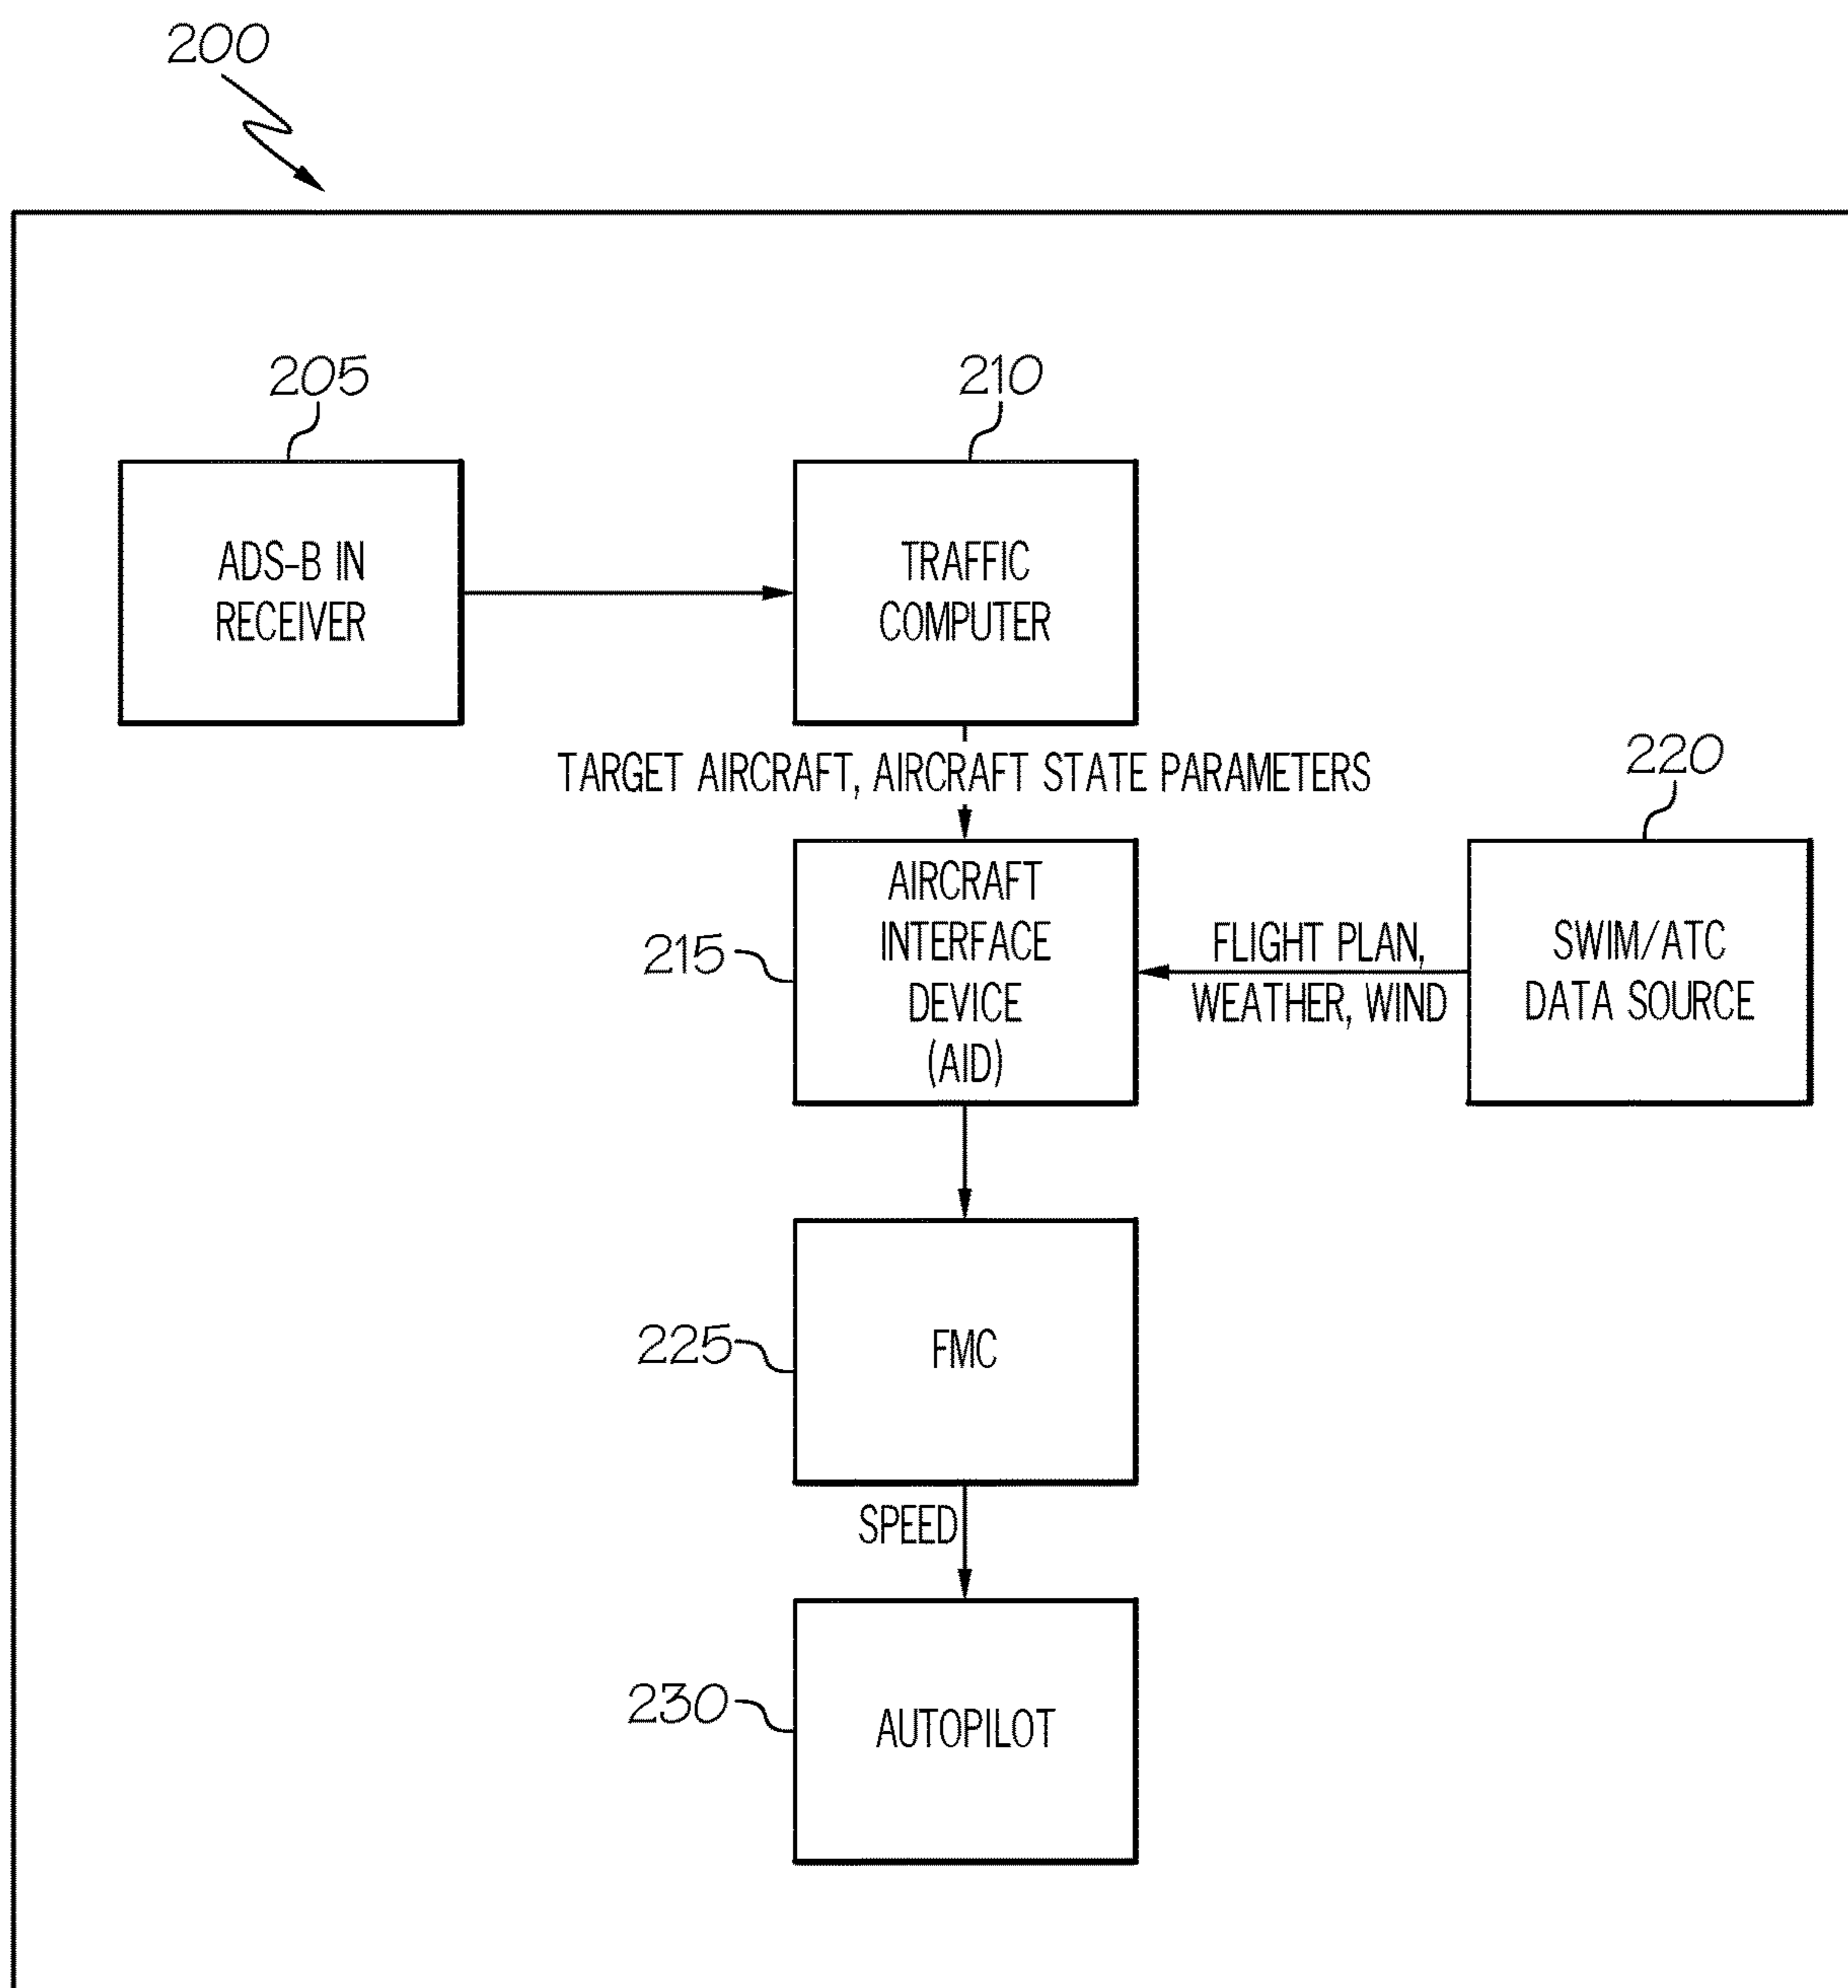 200
205
210
ADS-B IN
RECEIVER
TRAFFIC
COMPUTER
TARGET AIRCRAFT, AIRCRAFT STATE PARAMETERS
220
215
AIRCRAFT
INTERFACE
DEVICE
(AID)
FLIGHT PLAN,
WEATHER, WIND
SWIM/ATC
DATA SOURCE
225
FMC
SPEED
230
AUTOPILOT